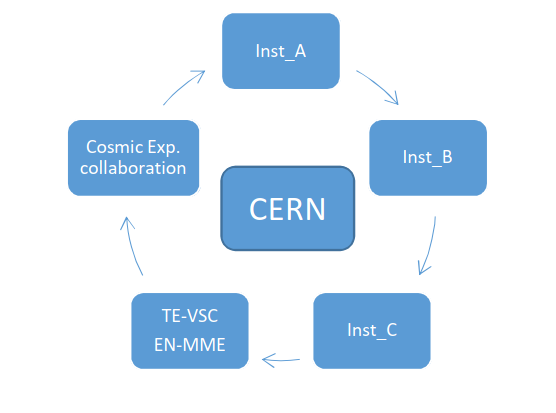 Inst_A
Cosmic Exp.
collaboration
Inst_B
CERN
TE-VSC
EN-MME
Inst_C